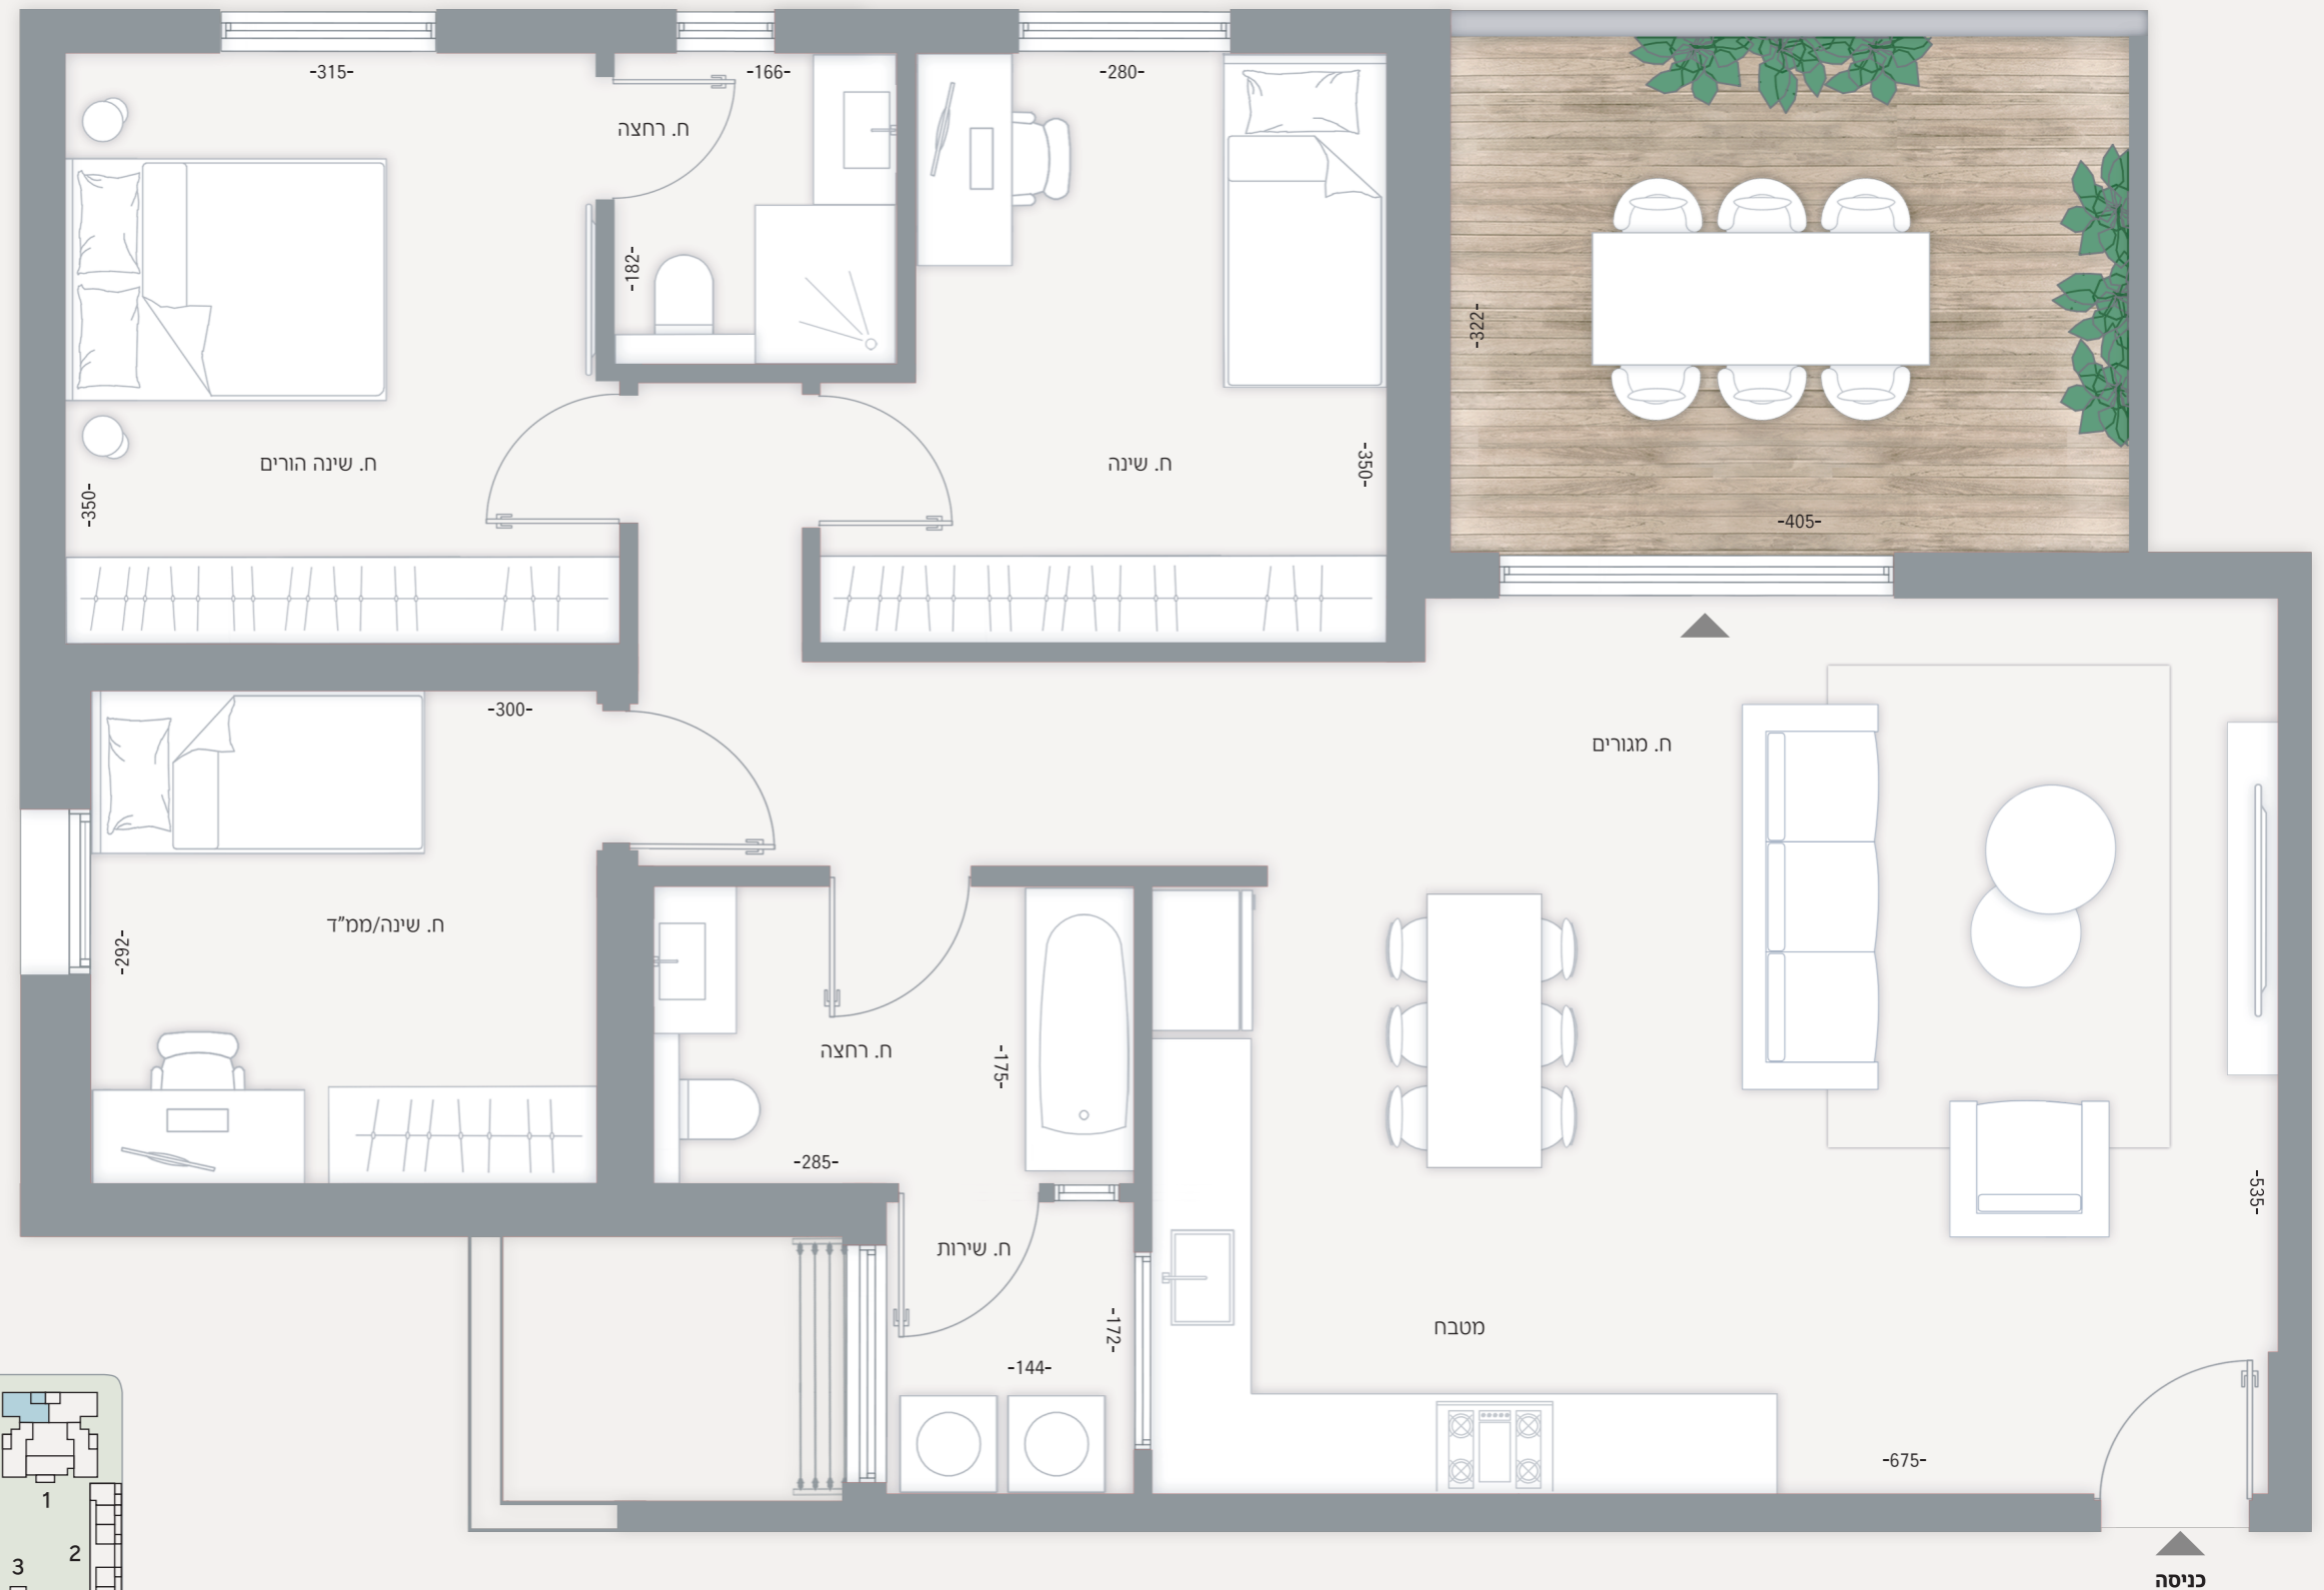 -315-
-166-
-280-
ח. רחצה
-182-
-322-
ח. שינה הורים
ח. שינה
-350-
-350-
-405-
-300-
ח. מגורים
ח. שינה/ממ"ד
-292-
ח. רחצה
-175-
-285-
-535-
ח. שירות
מטבח
-172-
-144-
-675-
1
2
3
כניסה